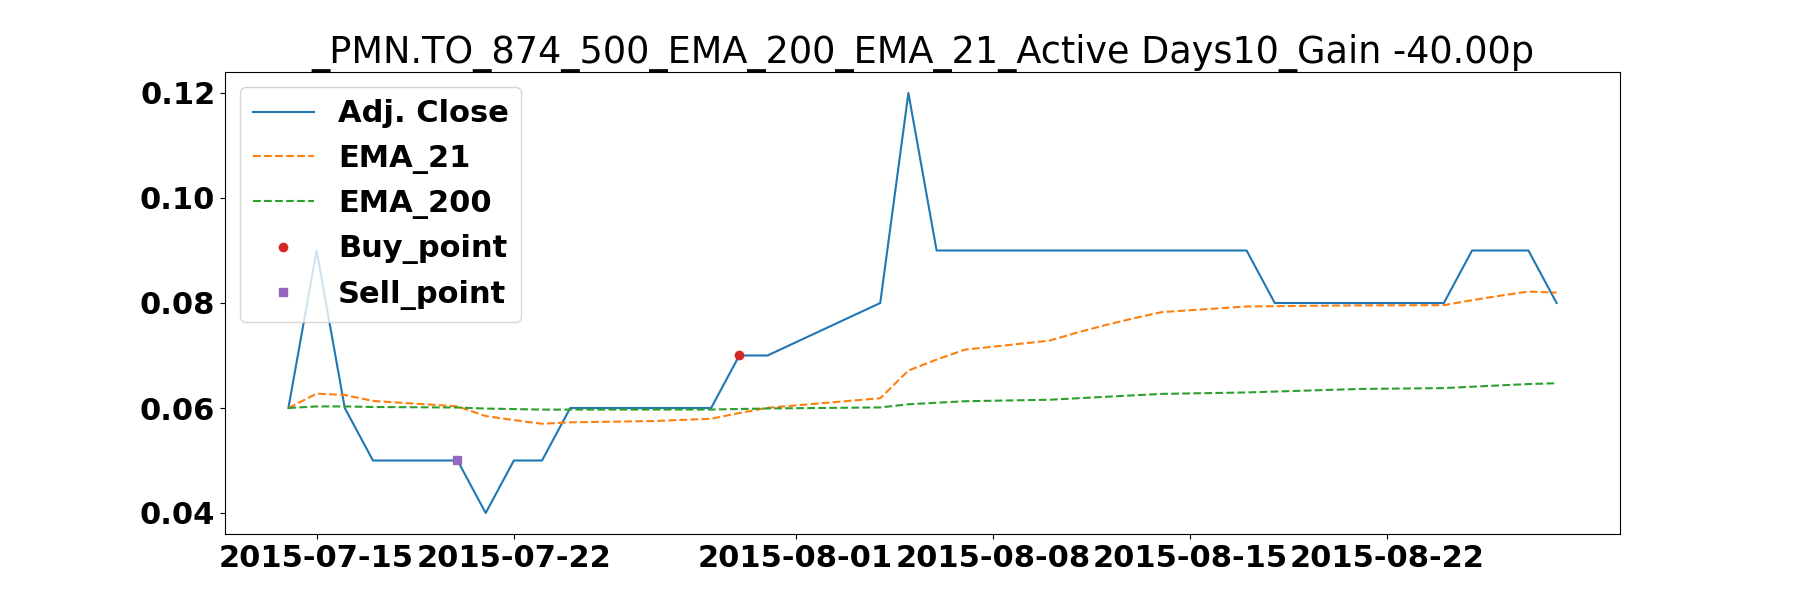 _PMN.TO_874_500_EMA_200_EMA_21_Active Days10_Gain -40.00p
0.12
0.10
0.08
0.06
0.04
Adj. Close
EMA_21
EMA_200
Buy_point
Sell_point
2015-07-15 2015-07-22 2015-08-01 2015-08-08 2015-08-15 2015-08-22